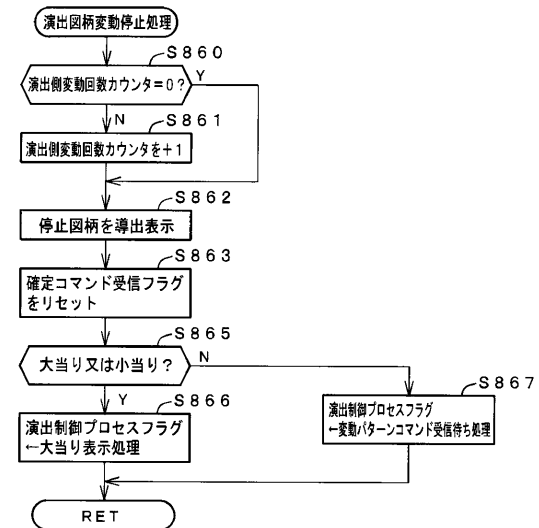 演出図柄変動停止処理
S860
演出側変動回数カウンタ=0?
Y
N
S861
演出側変動回数カウンタを+1
S862
停止図柄を導出表示
S863
確定コマンド受信フラグ
をリセット
S865
大当り又は小当り?
N
Y
S866
演出制御プロセスフラグ
←大当り表示処理
S867
演出制御プロセスフラグ
←変動パターンコマンド受信待ち処理
RET